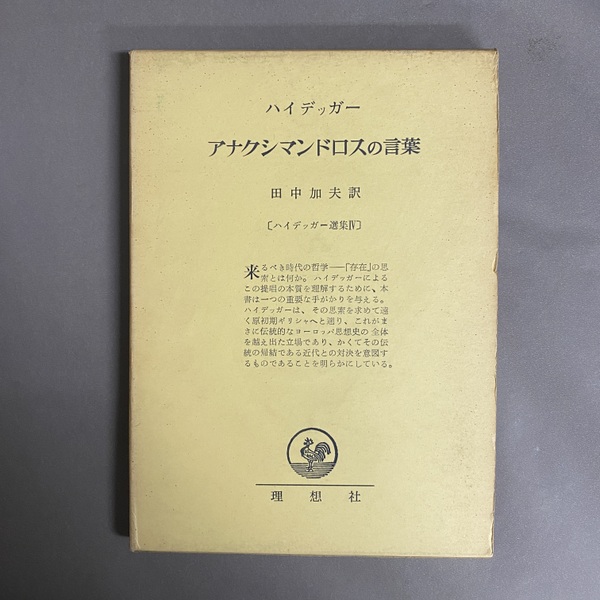 ハイデッガー
アナクシマンドロスの言葉
田中加夫訳
〔ハイデッガー選集Ⅳ〕
来るべき時代の哲学——「存在」の思
索とは何か。ハイデッガーによる
この提唱の本質を理解するために、本
書は一つの重要な手がかりを与える。
ハイデッガーは、その思索を求めて遠
く原初期ギリシャへと遡り、これがま
さに伝統的なヨーロッパ思想史の全体
を越え出た立場であり、かくてその伝
統の帰結である近代との対決を意図す
るものであることを明らかにしている。
理想社